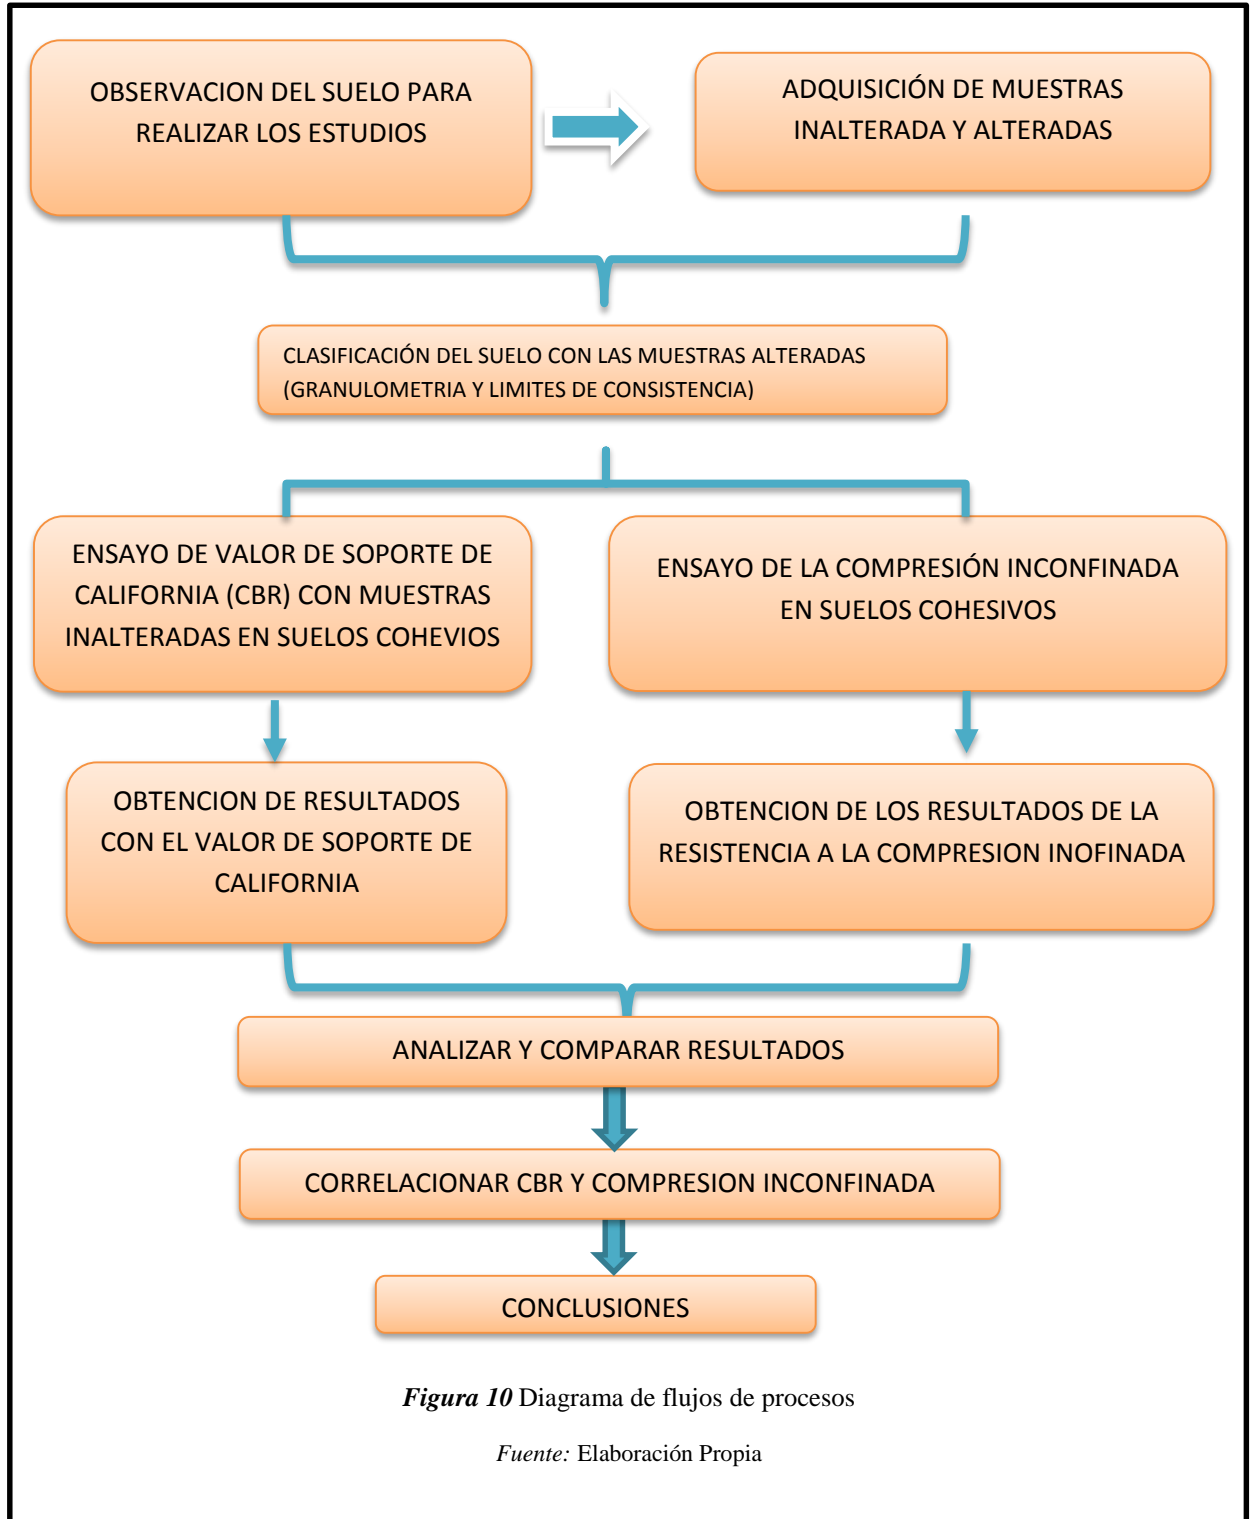 OBSERVACION DEL SUELO PARA
REALIZAR LOS ESTUDIOS
ADQUISICIÓN DE MUESTRAS
INALTERADA Y ALTERADAS
CLASIFICACIÓN DEL SUELO CON LAS MUESTRAS ALTERADAS
(GRANULOMETRIA Y LIMITES DE CONSISTENCIA)
ENSAYO DE VALOR DE SOPORTE DE
CALIFORNIA (CBR) CON MUESTRAS
INALTERADAS EN SUELOS COHEVIOS
ENSAYO DE LA COMPRESIÓN INCONFINADA
EN SUELOS COHESIVOS
OBTENCION DE RESULTADOS
CON EL VALOR DE SOPORTE DE
CALIFORNIA
OBTENCION DE LOS RESULTADOS DE LA
RESISTENCIA A LA COMPRESION INOFINADA
ANALIZAR Y COMPARAR RESULTADOS
CORRELACIONAR CBR Y COMPRESION INCONFINADA
CONCLUSIONES
Figura 10 Diagrama de flujos de procesos
Fuente: Elaboración Propia